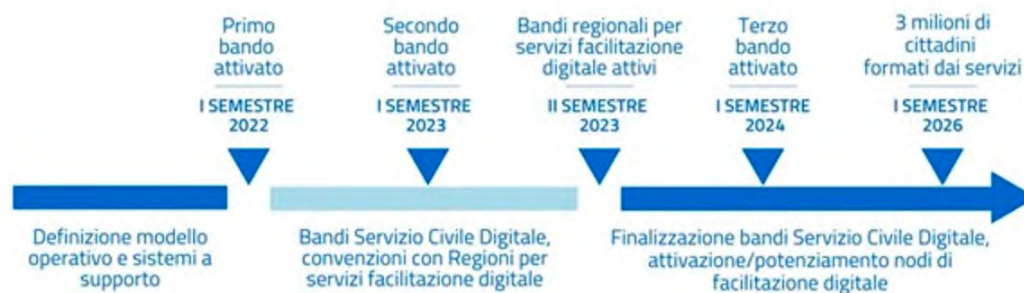 Primo
bando
attivato
I SEMESTRE
2022
Secondo
bando
attivato
I SEMESTRE
2023
Bandi regionali per
servizi facilitazione
digitale attivi
II SEMESTRE
2023
Terzo
bando
attivato
I SEMESTRE
2024
3 milioni di
cittadini
formati dai servizi
I SEMESTRE
2026
Definizione modello
operativo e sistemi a
supporto
Bandi Servizio Civile Digitale,
convenzioni con Regioni per
servizi facilitazione digitale
Finalizzazione bandi Servizio Civile Digitale,
attivazione/potenziamento nodi di
facilitazione digitale